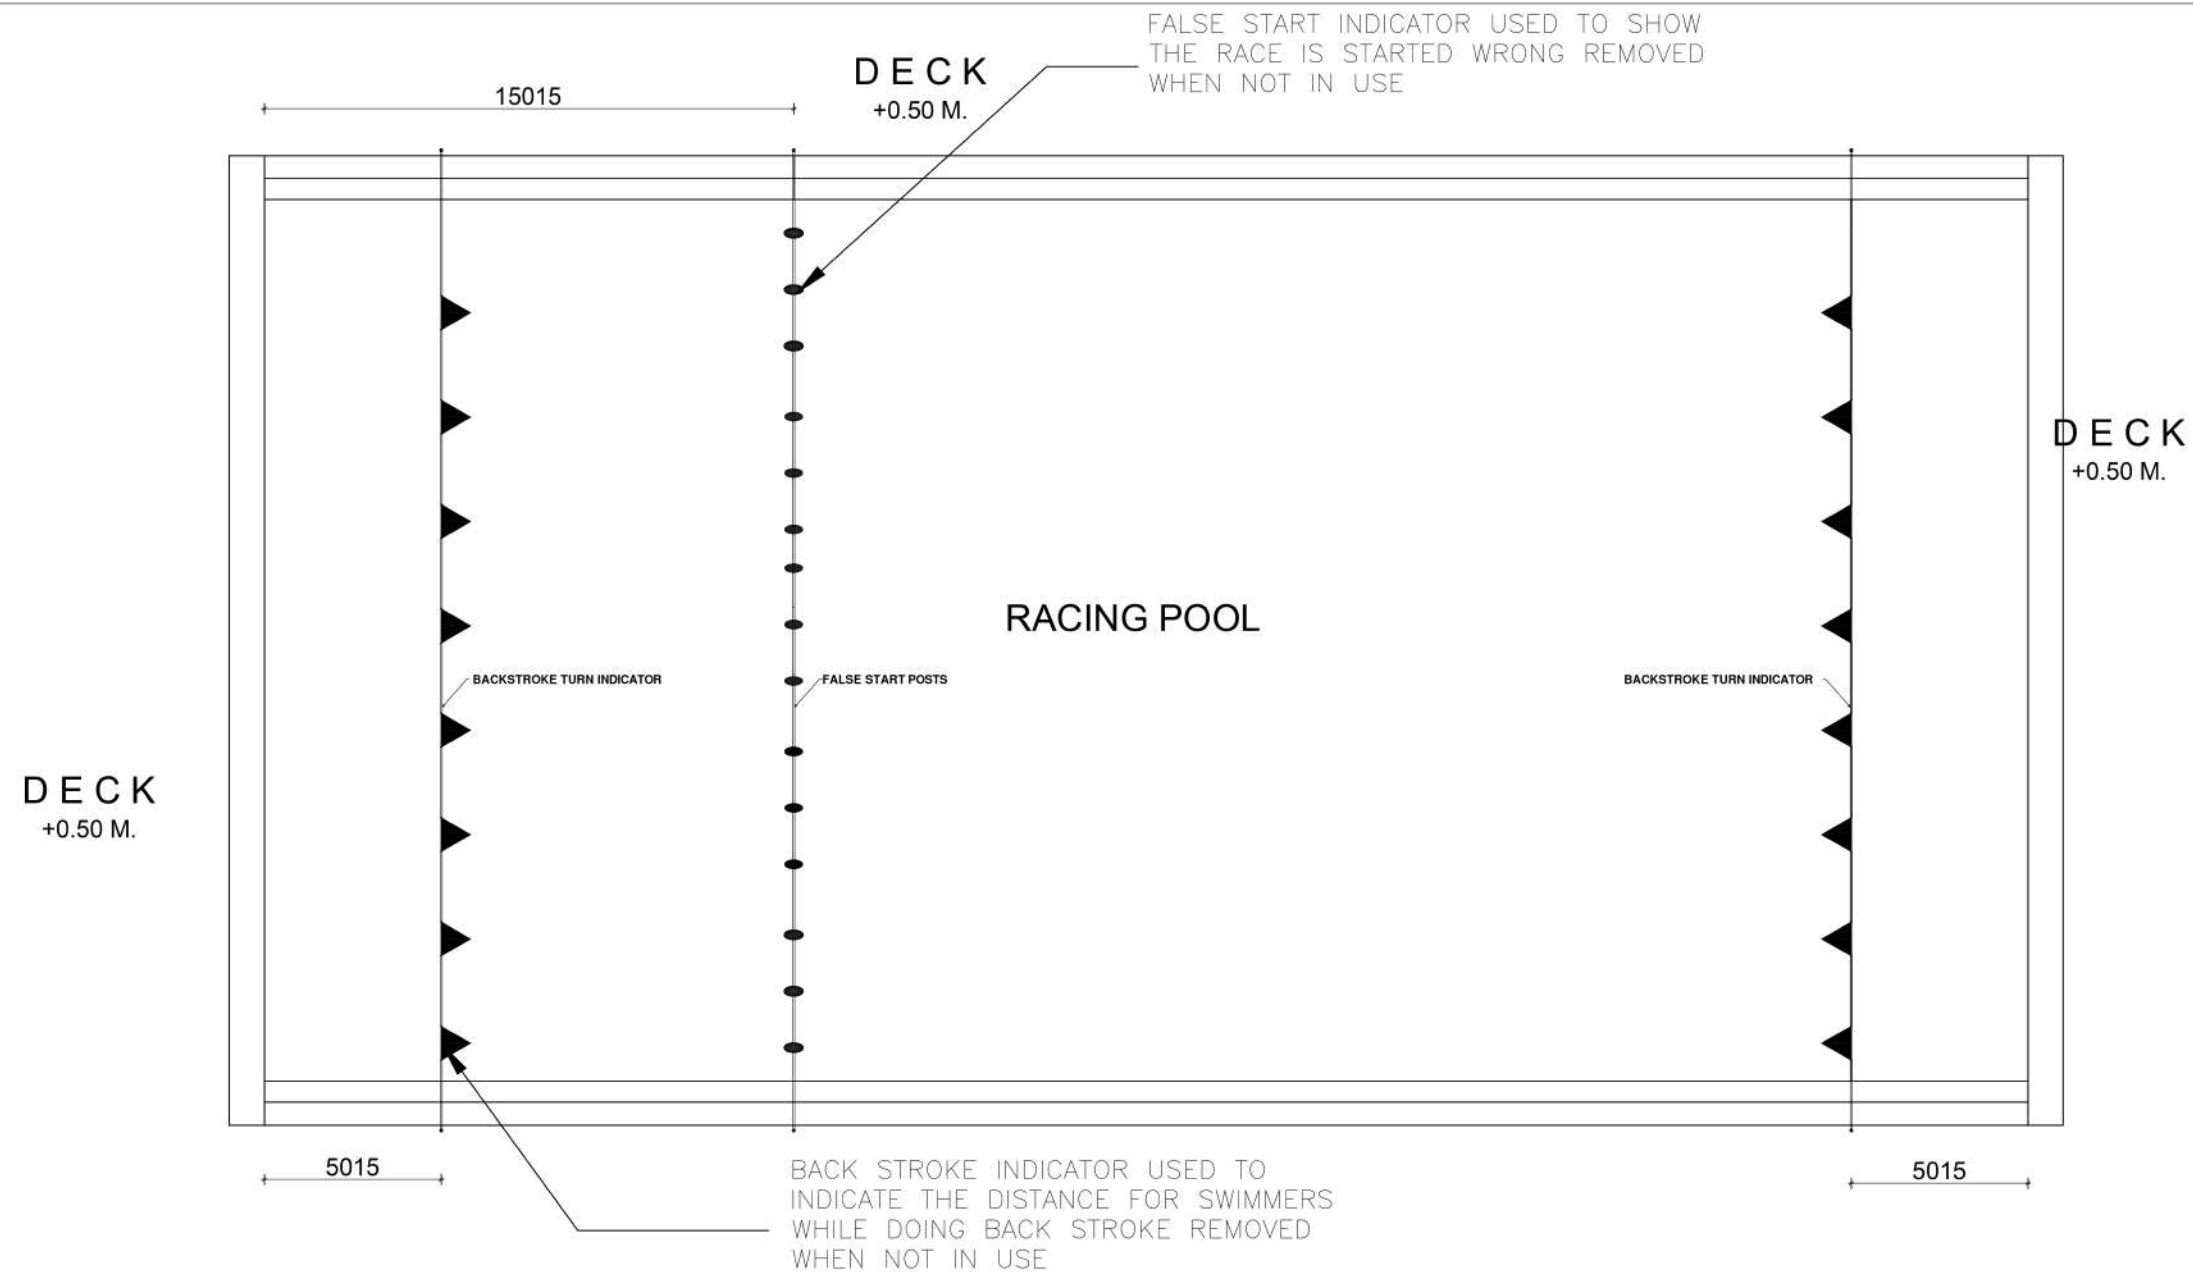 FALSE START INDICATOR USED TO SHOW
THE RACE IS STARTED WRONG REMOVED
WHEN NOT IN USE
DECK
+0.50 M.
15015
DECK
+0.50 M.
RACING POOL
BACKSTROKE TURN INDICATOR
FALSE START POSTS
BACKSTROKE TURN INDICATOR
DECK
+0.50 M.
5015
5015
BACK STROKE INDICATOR USED TO
INDICATE THE DISTANCE FOR SWIMMERS
WHILE DOING BACK STROKE REMOVED
WHEN NOT IN USE